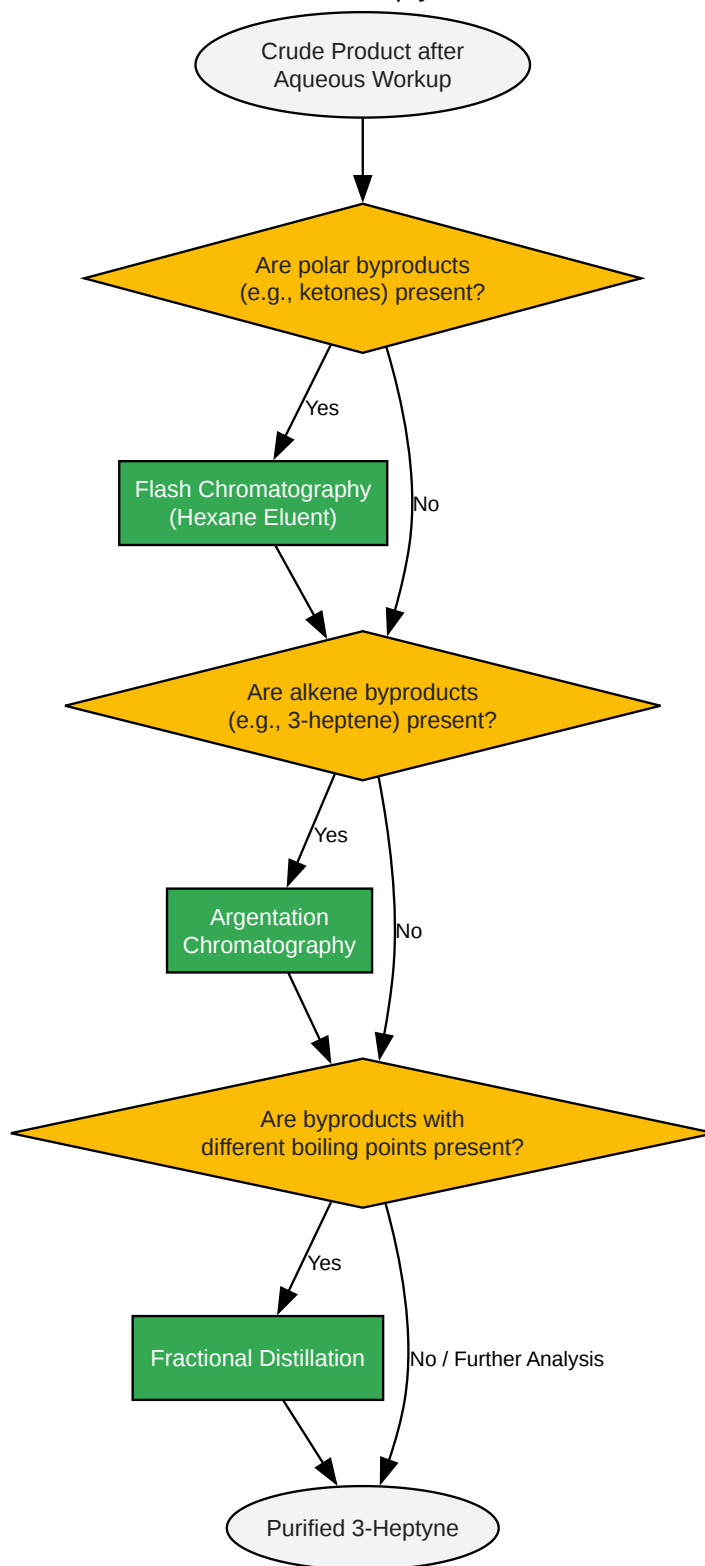 Crude Product after
Aqueous Workup
Are polar byproducts
(e.g., ketones) present?
Yes
Flash Chromatography
(Hexane Eluent)
No
Are alkene byproducts
(e.g., 3-heptene) present?
Yes
Argentation
Chromatography
No
Are byproducts with
different boiling points present?
Yes
Fractional Distillation
No / Further Analysis
Purified 3-Heptyne